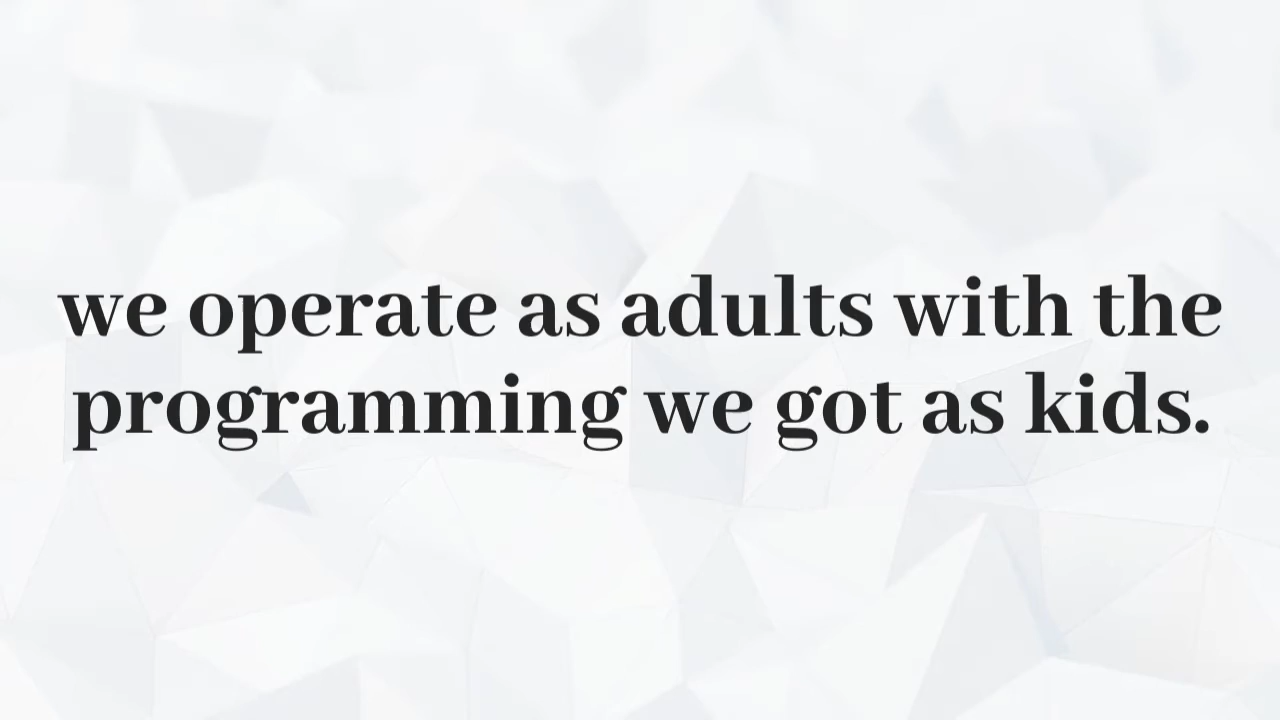 we operate as adults with the
programming we got as kids.